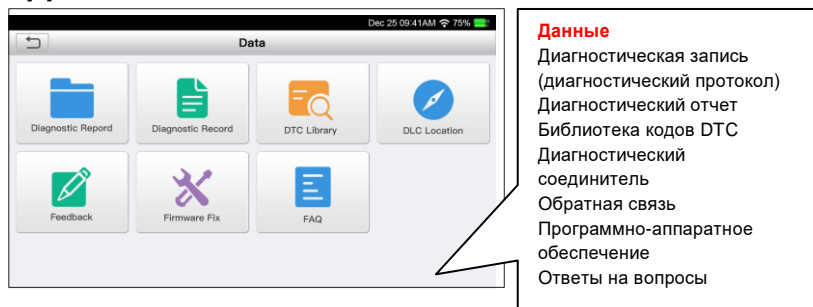 Dec 25 09:41AM 75%
Data
Diagnostic Repord Diagnostic Record DTC Library DLC Location
Feedback Firmware Fix FAQ
Данные
Диагностическая запись
(диагностический протокол)
Диагностический отчет
Библиотека кодов DTC
Диагностический
соединитель
Обратная связь
Программно-аппаратное
обеспечение
Ответы на вопросы